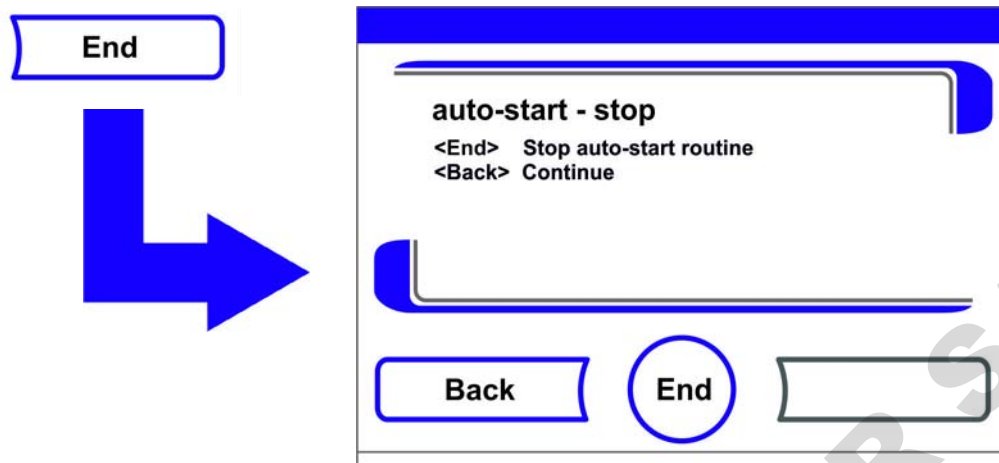 End
auto-start - stop
<End> Stop auto-start routine
<Back> Continue
Back
End